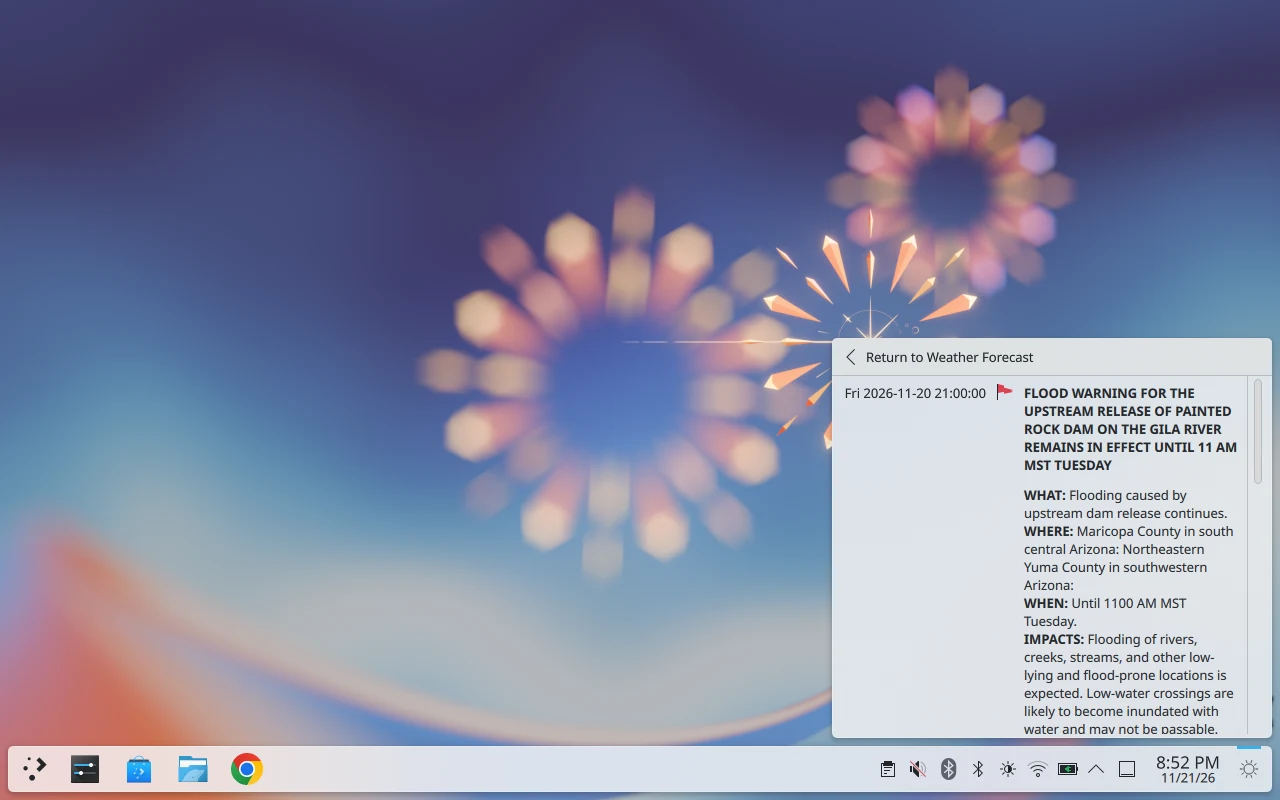 Return to Weather Forecast
Fri 2026-11-20 21:00:00
FLOOD WARNING FOR THE
UPSTREAM RELEASE OF PAINTED
ROCK DAM ON THE GILA RIVER
REMAINS IN EFFECT UNTIL 11 AM
MST TUESDAY
WHAT: Flooding caused by
upstream dam release continues.
WHERE: Maricopa County in south
central Arizona: Northeastern
Yuma County in southwestern
Arizona:
WHEN: Until 1100 AM MST
Tuesday.
IMPACTS: Flooding of rivers,
creeks, streams, and other low-
lying and flood-prone locations is
expected. Low-water crossings are
likely to become inundated with
water and may not be passable.
8:52 PM
11/21/26